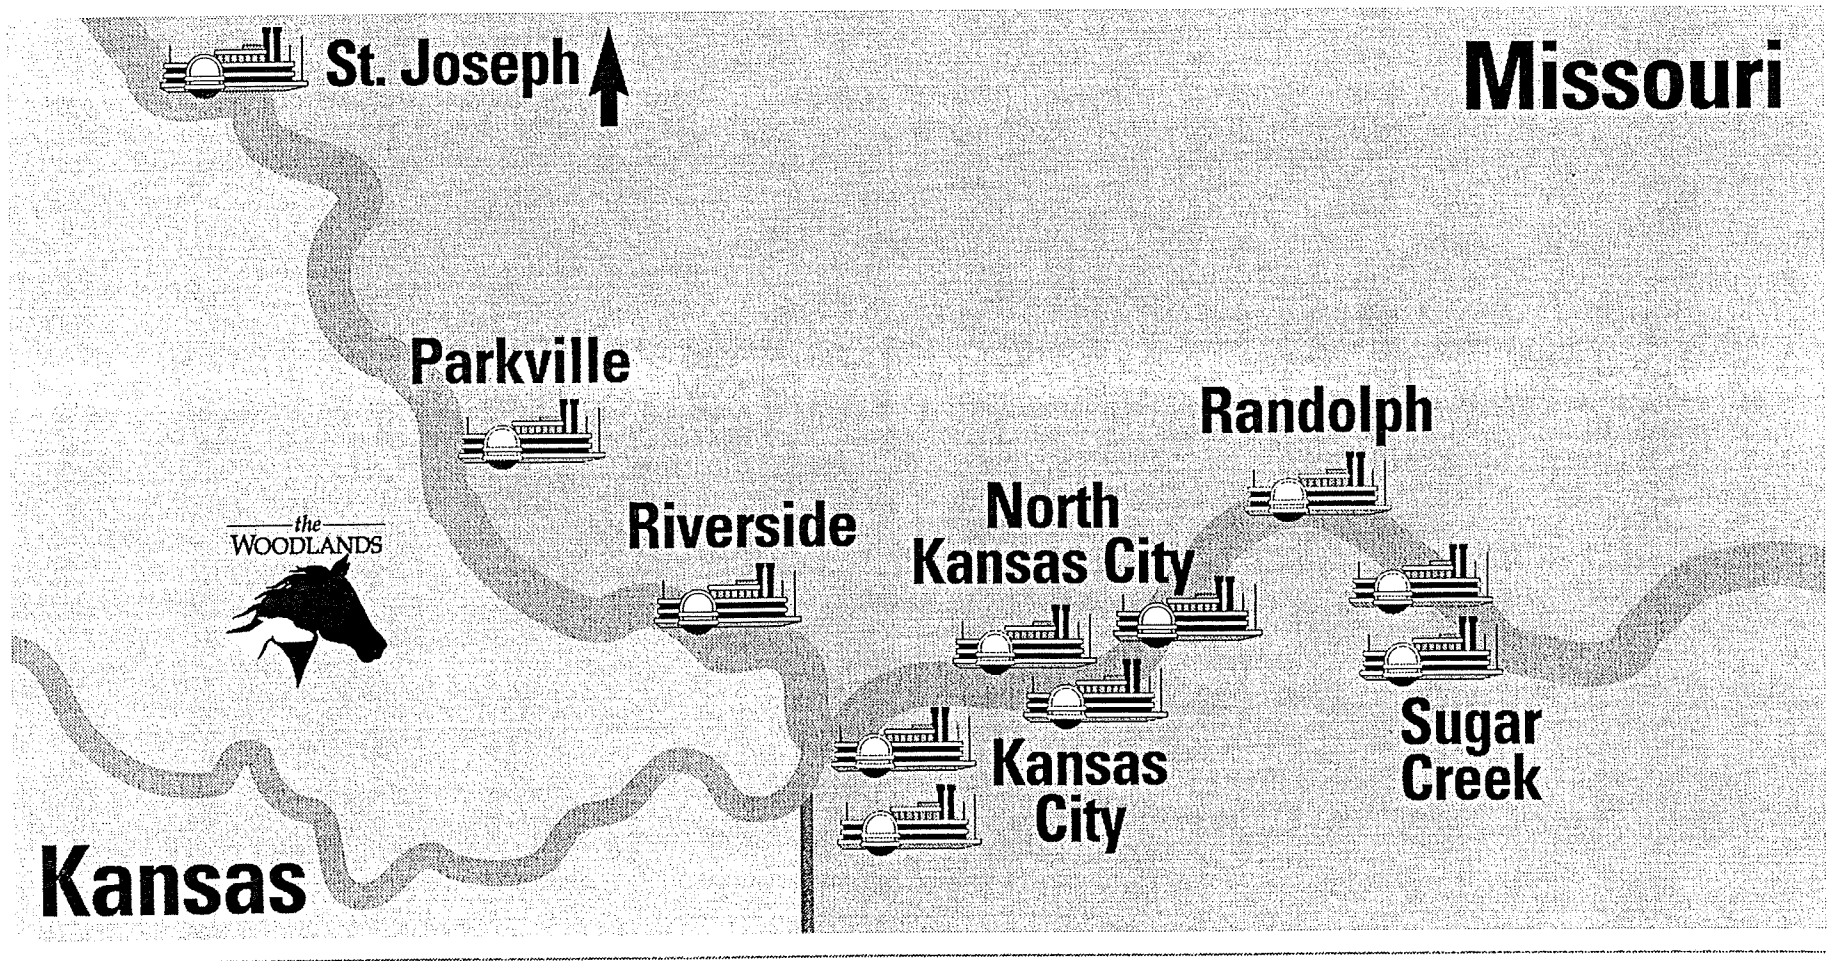 St. Joseph
Missouri
Parkville
Randolph
North
Kansas City
Riverside
the
WOODLANDS
Sugar
Creek
Kansas
City
Kansas